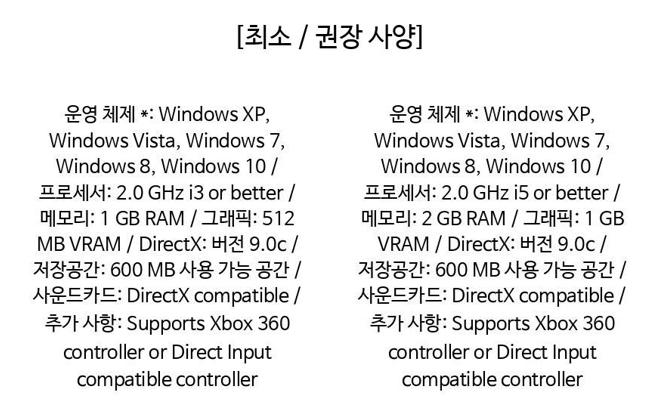 [최소 / 권장 사양]
운영 체제 *: Windows XP,
Windows Vista, Windows 7,
Windows 8, Windows 10 /
프로세서: 2.0 GHz i3 or better /
메모리: 1 GB RAM / 그래픽: 512
MB VRAM / DirectX: 버전 9.0c /
저장공간: 600 MB 사용 가능 공간 /
사운드카드: DirectX compatible /
추가 사항: Supports Xbox 360
controller or Direct Input
compatible controller
운영 체제 *: Windows XP,
Windows Vista, Windows 7,
Windows 8, Windows 10 /
프로세서: 2.0 GHz i5 or better /
메모리: 2 GB RAM / 그래픽: 1 GB
VRAM / DirectX: 버전 9.0c /
저장공간: 600 MB 사용 가능 공간 /
사운드카드: DirectX compatible /
추가 사항: Supports Xbox 360
controller or Direct Input
compatible controller